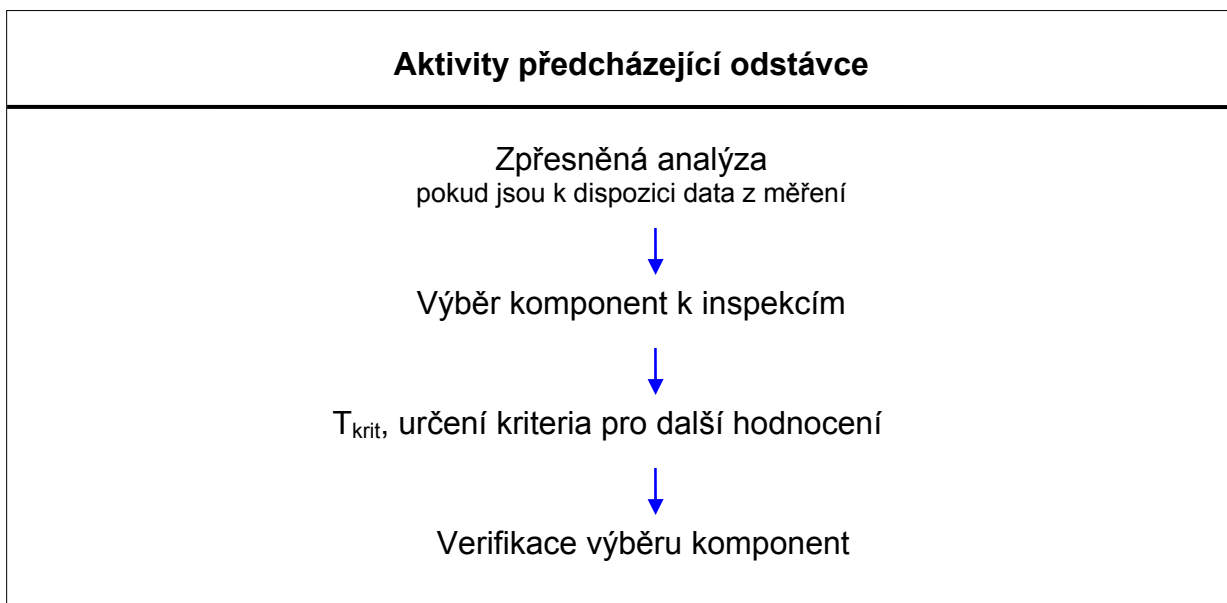 Aktivity předcházející odstávce
Zpřesněná analýza
pokud jsou k dispozici data z měření
Výběr komponent k inspekcím
Tkrit, určení kriteria pro další hodnocení
Verifikace výběru komponent